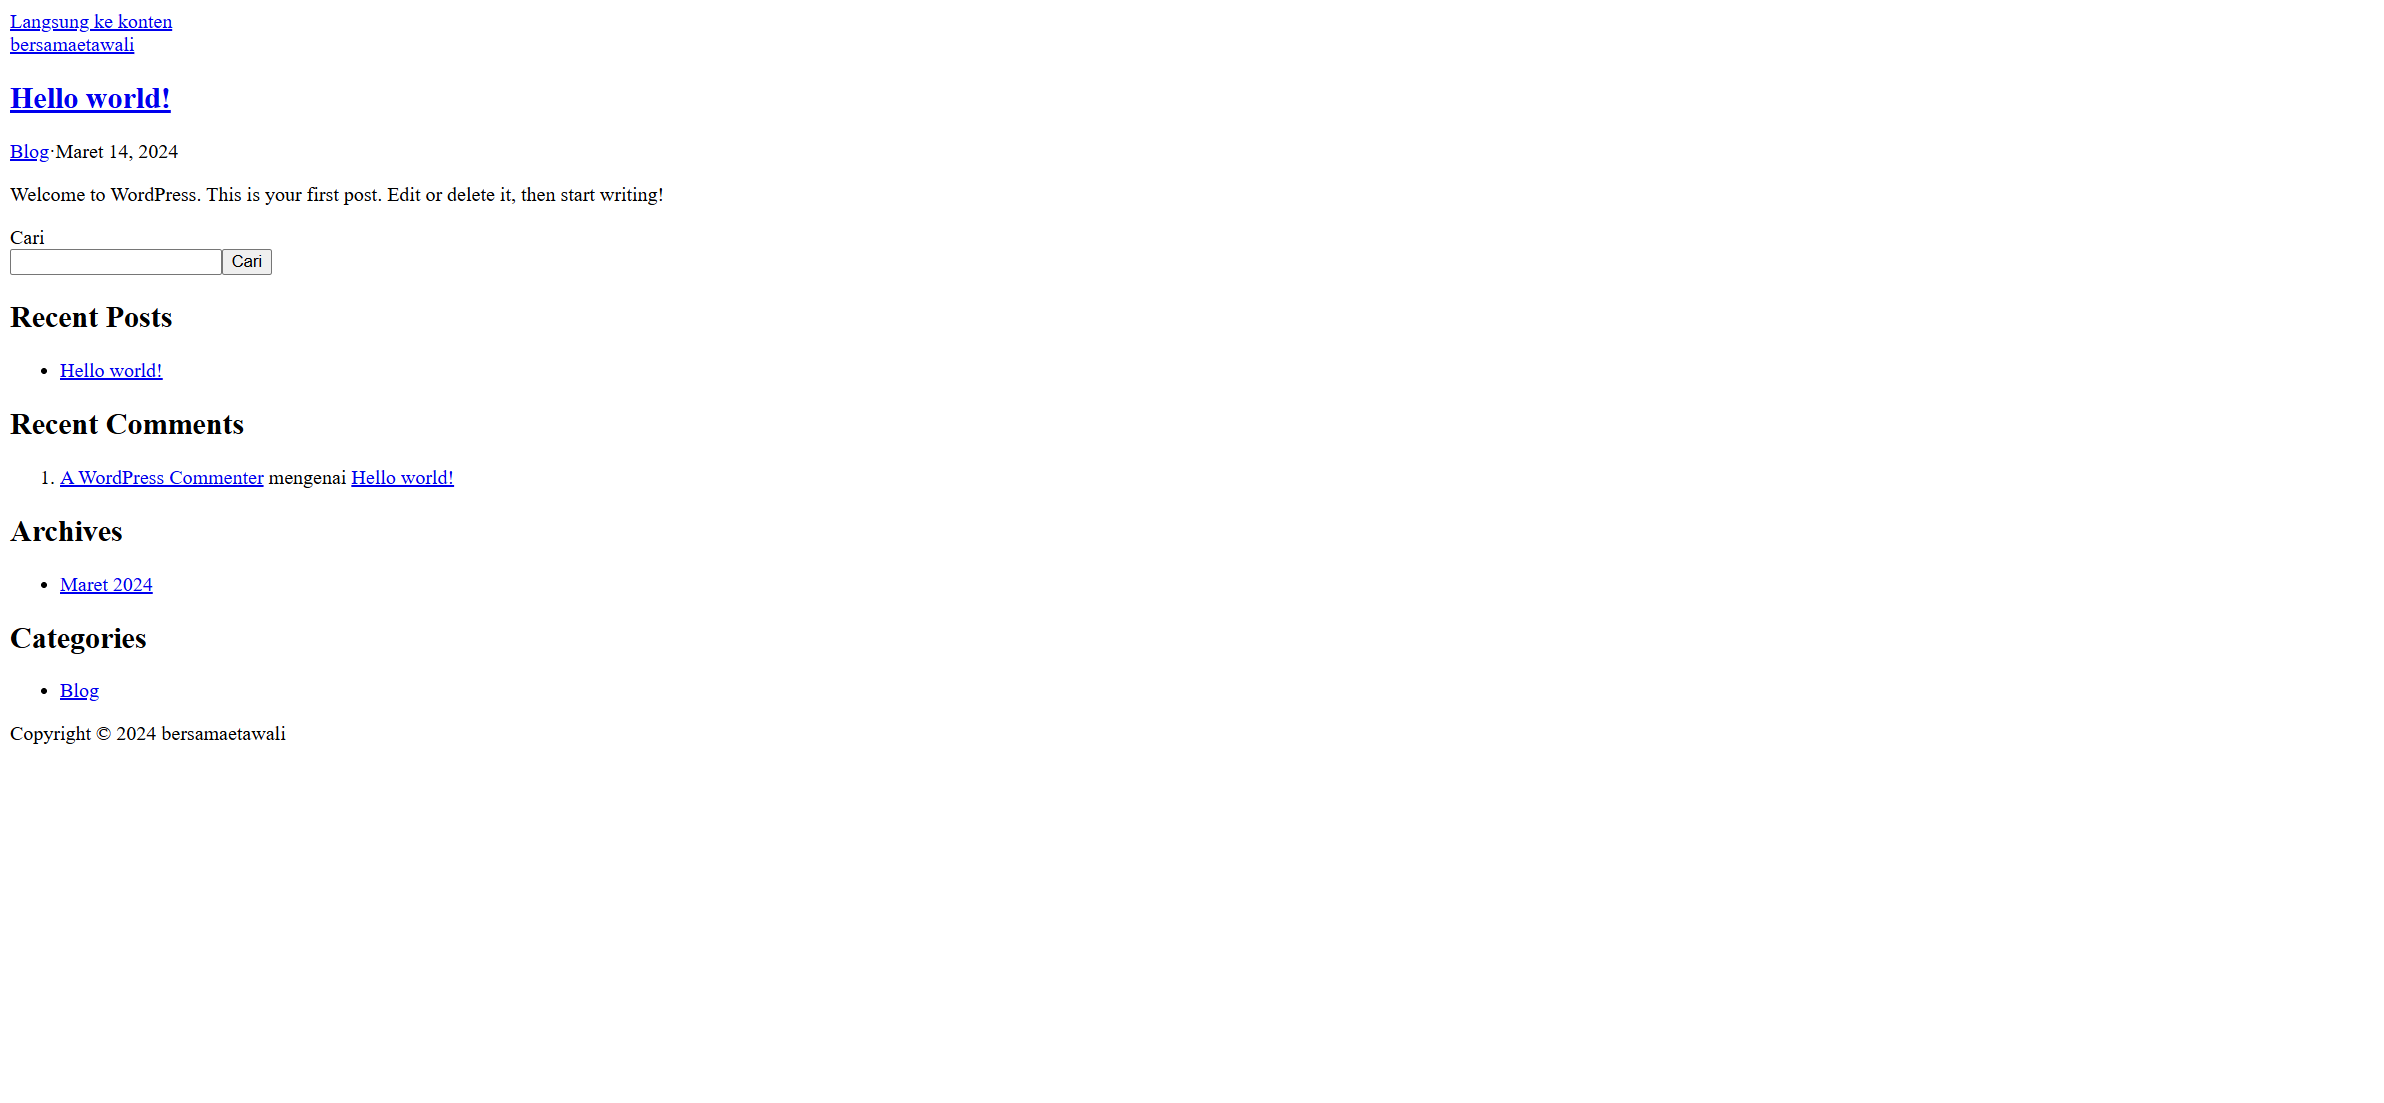 Langsung ke konten
bersamaetawali
Hello world!
Blog·Maret 14, 2024
Welcome to WordPress. This is your first post. Edit or delete it, then start writing!
Cari
Cari
Recent Posts
Hello world!
Recent Comments
1. A WordPress Commenter mengenai Hello world!
Archives
Maret 2024
Categories
Blog
Copyright © 2024 bersamaetawali